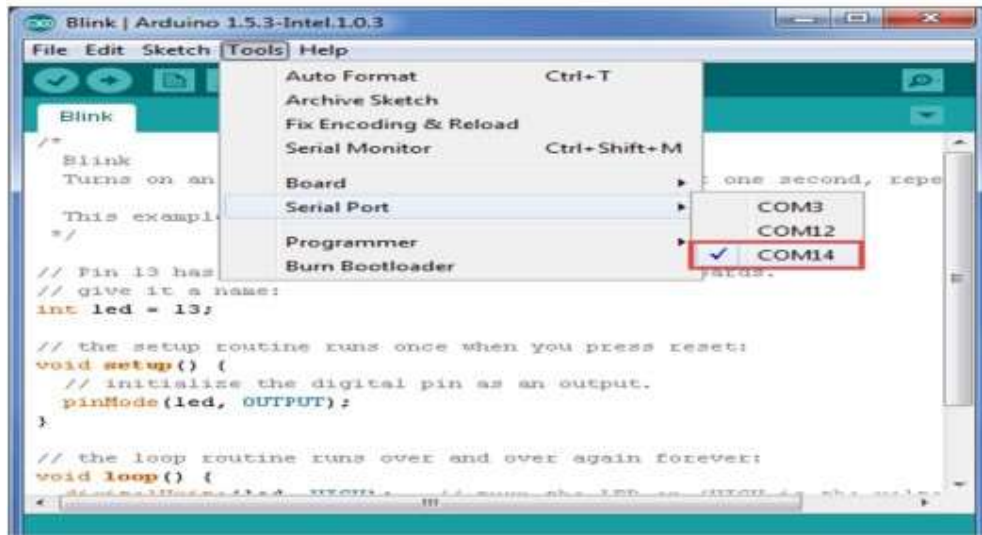 Blink | Arduino 1.5.3-Intel.1.0.3
File Edit Sketch Tools Help
Auto Format Ctrl+T
Archive Sketch
Fix Encoding & Reload
Serial Monitor Ctrl+Shift+M
Board
Serial Port
Programmer
Burn Bootloader
COM3
COM12
COM14
Blink
/*
Blink
Turns on an one second, repe
This exampl
*/
// Pin 13 has
// give it a name:
int led = 13;
// the setup routine runs once when you press reset:
void setup() {
// initialize the digital pin as an output.
pinMode(led, OUTPUT);
}
// the loop routine runs over and over again forever:
void loop() {